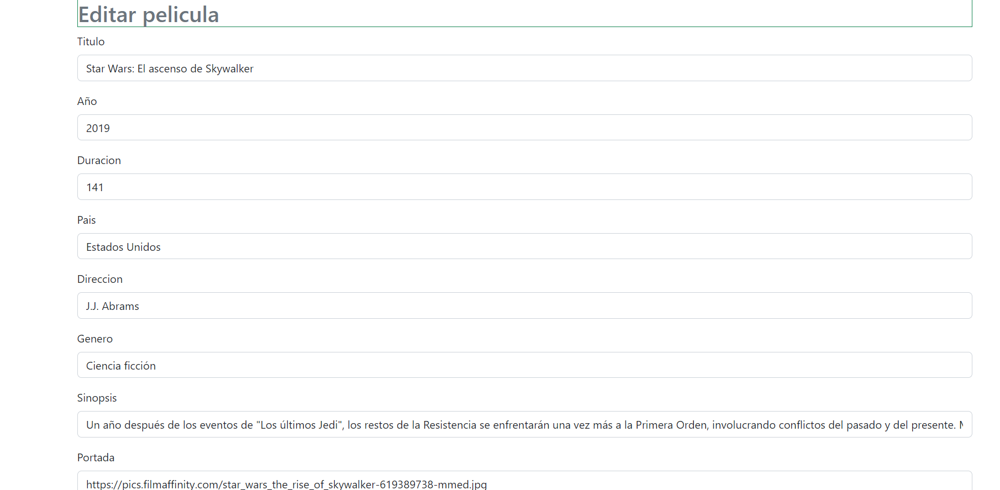 Editar pelicula
Titulo
Star Wars: El ascenso de Skywalker
Año
2019
Duracion
141
Pais
Estados Unidos
Direccion
J.J. Abrams
Genero
Ciencia ficción
Sinopsis
Un año después de los eventos de "Los últimos Jedi", los restos de la Resistencia se enfrentarán una vez más a la Primera Orden, involucrando conflictos del pasado y del presente.
Portada
https://pics.filmaffinity.com/star_wars_the_rise_of_skywalker-619389738-mmed.jpg